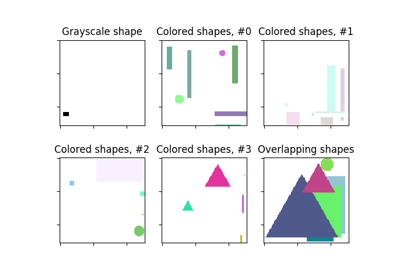 Grayscale shape
Colored shapes, #0
Colored shapes, #1
Colored shapes, #2
Colored shapes, #3
Overlapping shapes